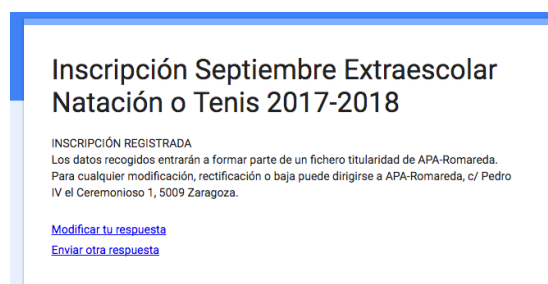 Inscripción Septiembre Extraescolar
Natación o Tenis 2017-2018
INSCRIPCIÓN REGISTRADA
Los datos recogidos entrarán a formar parte de un fichero titularidad de APA-Romareda.
Para cualquier modificación, rectificación o baja puede dirigirse a APA-Romareda, c/ Pedro
IV el Ceremonioso 1, 5009 Zaragoza.
Modificar tu respuesta
Enviar otra respuesta